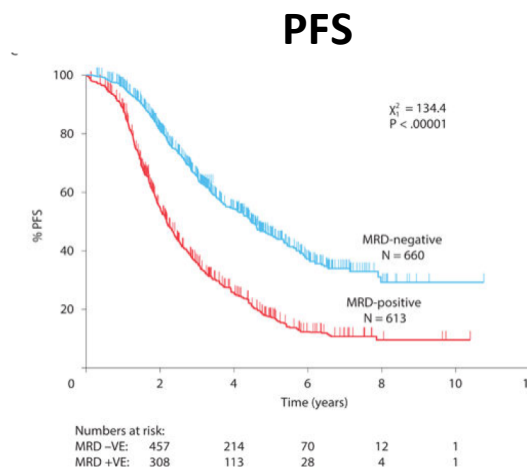 PFS
100
80
60
40
20
% PFS
χ²₁ = 134.4
P < .00001
MRD-negative
N = 660
MRD-positive
N = 613
0 2 4 6 8 10 1
Time (years)
Numbers at risk:
MRD –VE: 457 214 70 12 1
MRD +VE: 308 113 28 4 1